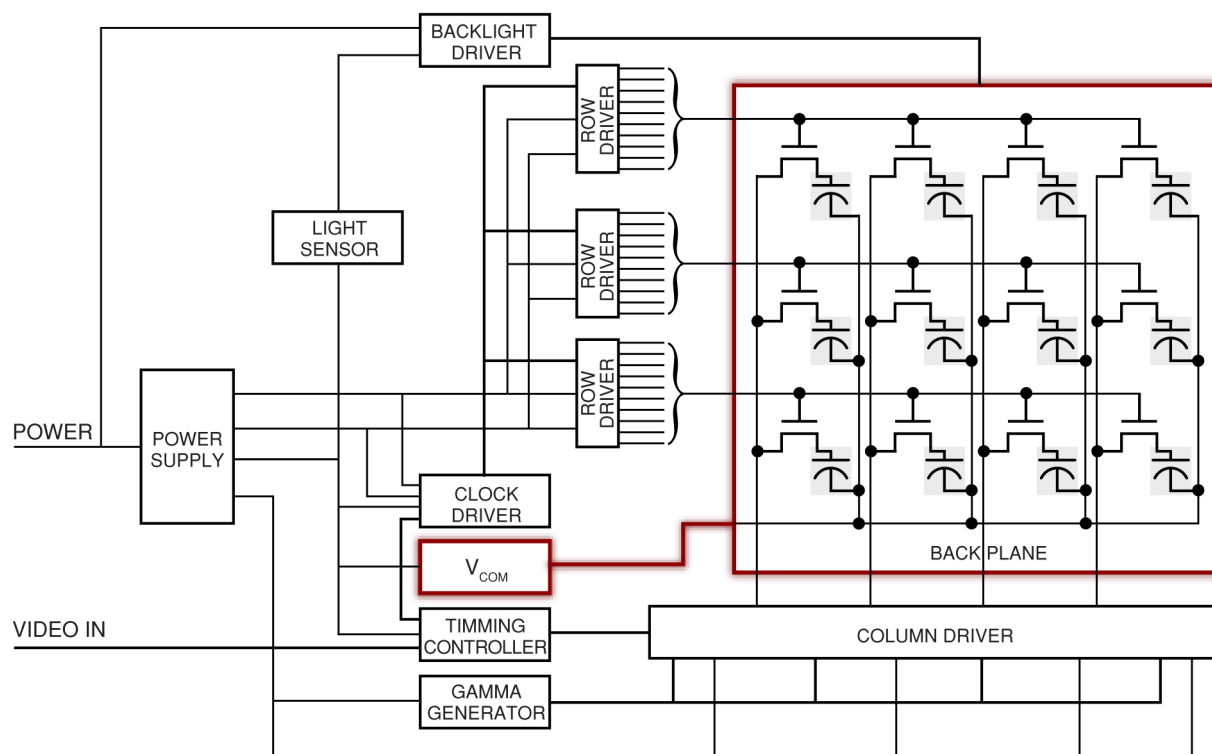 BACKLIGHT
DRIVER
ROW
DRIVER
LIGHT
SENSOR
ROW
DRIVER
ROW
DRIVER
POWER
POWER
SUPPLY
CLOCK
DRIVER
VCOM
BACK PLANE
VIDEO IN
TIMMING
CONTROLLER
COLUMN DRIVER
GAMMA
GENERATOR